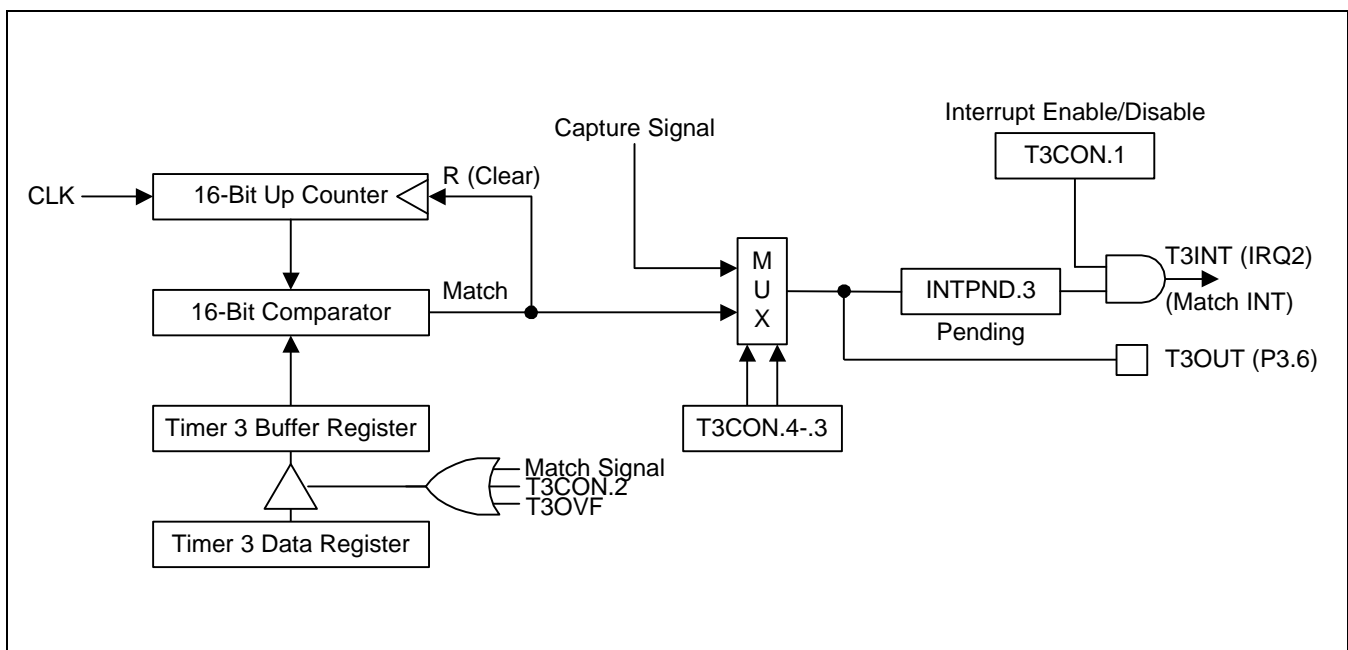 Interrupt Enable/Disable
Capture Signal
T3CON.1
R (Clear)
CLK
16-Bit Up Counter
M
U
X
T3INT (IRQ2)
Match
INTPND.3
(Match INT)
16-Bit Comparator
Pending
T3OUT (P3.6)
Timer 3 Buffer Register
T3CON.4-.3
Match Signal
T3CON.2
T3OVF
Timer 3 Data Register